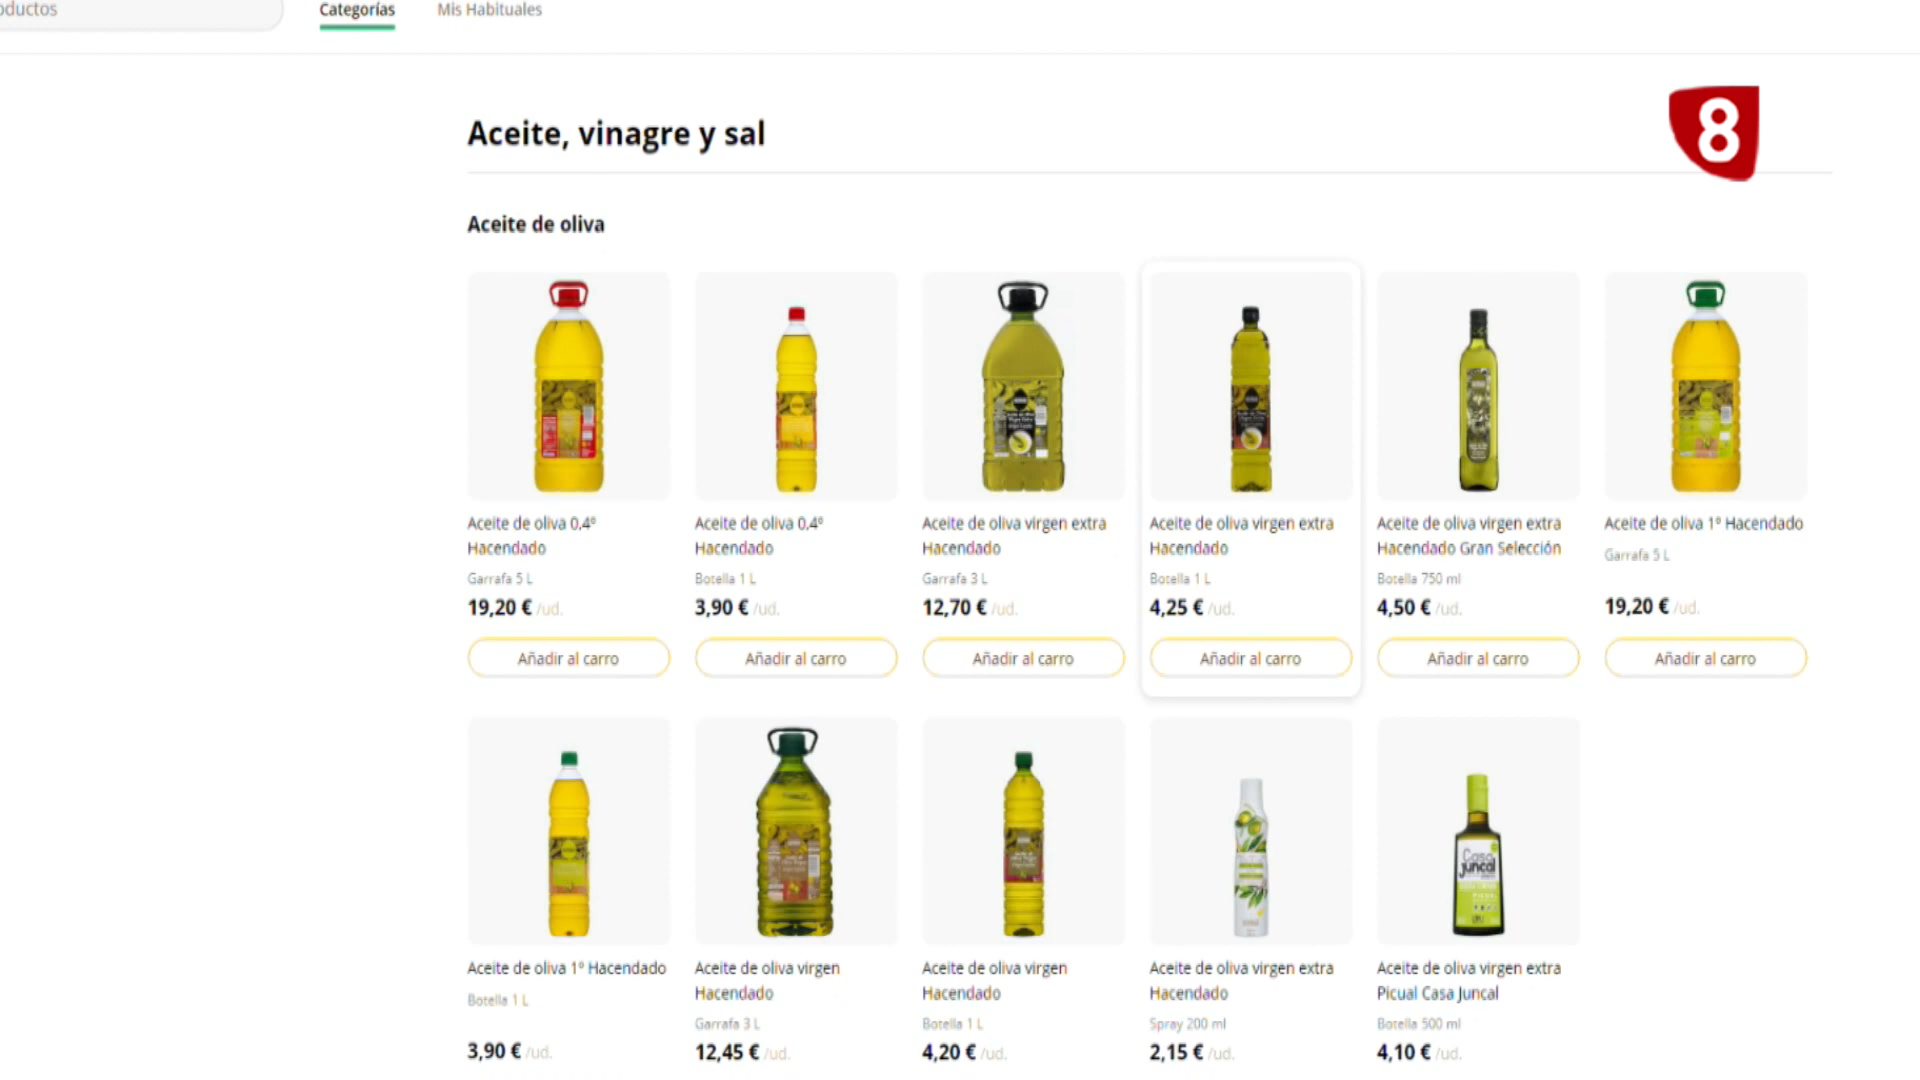 oductos
Categorías
Mis Habituales
8
Aceite, vinagre y sal
Aceite de oliva
Aceite de oliva 0,4º
Hacendado
Garrafa 5 L
19,20 € /ud.
Añadir al carro
Aceite de oliva 0,4º
Hacendado
Botella 1 L
3,90 € /ud.
Añadir al carro
Aceite de oliva virgen extra
Hacendado
Garrafa 3 L
12,70 € /ud.
Añadir al carro
Aceite de oliva virgen extra
Hacendado
Botella 1 L
4,25 € /ud.
Añadir al carro
Aceite de oliva virgen extra
Hacendado Gran Selección
Botella 750 ml
4,50 € /ud.
Añadir al carro
Aceite de oliva 1º Hacendado
Garrafa 5 L
19,20 € /ud.
Añadir al carro
Aceite de oliva 1º Hacendado
Botella 1 L
3,90 € /ud.
Aceite de oliva virgen
Hacendado
Garrafa 3 L
12,45 € /ud.
Aceite de oliva virgen
Hacendado
Botella 1 L
4,20 € /ud.
Aceite de oliva virgen extra
Hacendado
Spray 200 ml
2,15 € /ud.
Casa
Juncal
Aceite de oliva virgen extra
Picual Casa Juncal
Botella 500 ml
4,10 € /ud.